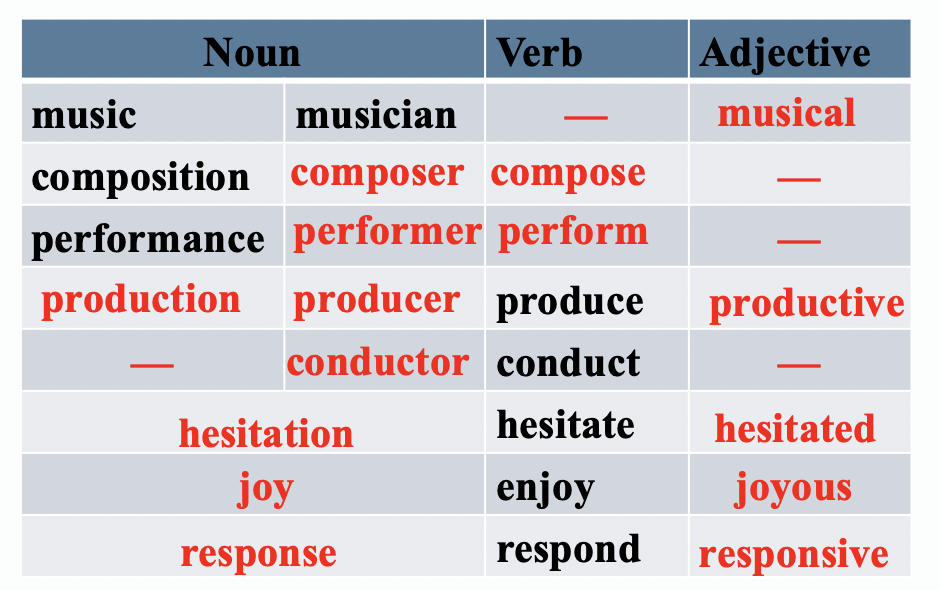 Noun Verb Adjective
music musician — musical
composition composer compose —
performance performer perform —
production producer produce productive
— conductor conduct —
hesitation hesitate hesitated
joy enjoy joyous
response respond responsive